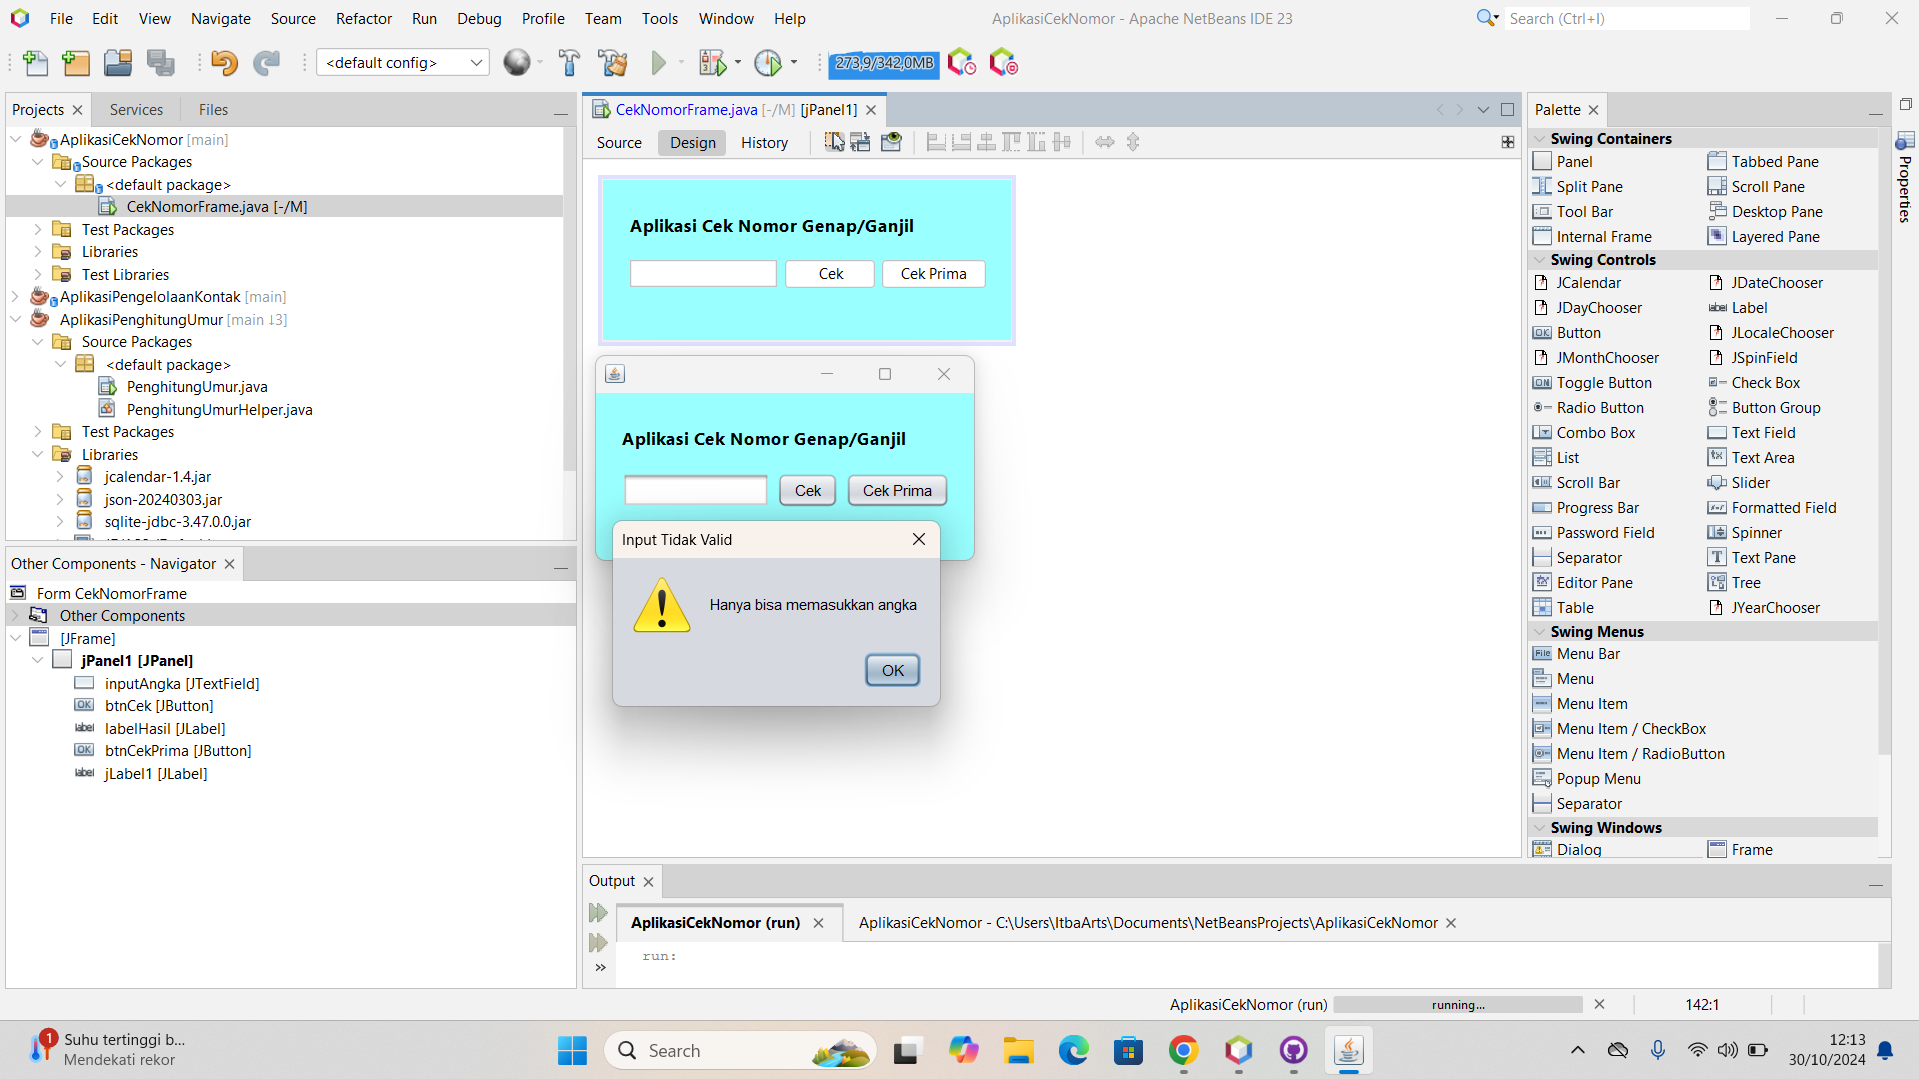 File Edit View Navigate Source Refactor Run Debug Profile Team Tools Window Help
AplikasiCekNomor - Apache NetBeans IDE 23
Search (Ctrl+I)
<default config>
273,9/342,0MB
Projects
Services
Files
AplikasiCekNomor [main]
Source Packages
<default package>
CekNomorFrame.java [-/M]
Test Packages
Libraries
Test Libraries
AplikasiPengelolaanKontak [main]
AplikasiPenghitungUmur [main ↓3]
Source Packages
<default package>
PenghitungUmur.java
PenghitungUmurHelper.java
Test Packages
Libraries
jcalendar-1.4.jar
json-20240303.jar
sqlite-jdbc-3.47.0.0.jar
Other Components - Navigator
Form CekNomorFrame
Other Components
[JFrame]
jPanel1 [JPanel]
inputAngka [JTextField]
btnCek [JButton]
labelHasil [JLabel]
btnCekPrima [JButton]
jLabel1 [JLabel]
CekNomorFrame.java [-/M] [jPanel1]
Source Design History
Aplikasi Cek Nomor Genap/Ganjil
Cek
Cek Prima
Aplikasi Cek Nomor Genap/Ganjil
Cek
Cek Prima
Input Tidak Valid
Hanya bisa memasukkan angka
OK
Palette
Swing Containers
Panel
Tabbed Pane
Split Pane
Scroll Pane
Tool Bar
Desktop Pane
Internal Frame
Layered Pane
Swing Controls
JCalendar
JDateChooser
JDayChooser
Label
Button
JLocaleChooser
JMonthChooser
JSpinField
Toggle Button
Check Box
Radio Button
Button Group
Combo Box
Text Field
List
Text Area
Scroll Bar
Slider
Progress Bar
Formatted Field
Password Field
Spinner
Separator
Text Pane
Editor Pane
Tree
Table
JYearChooser
Swing Menus
Menu Bar
Menu
Menu Item
Menu Item / CheckBox
Menu Item / RadioButton
Popup Menu
Separator
Swing Windows
Dialog
Frame
Properties
Output
AplikasiCekNomor (run)
AplikasiCekNomor - C:\Users\ItbaArts\Documents\NetBeansProjects\AplikasiCekNomor
run:
AplikasiCekNomor (run)
running...
142:1
1
Suhu tertinggi b...
Mendekati rekor
Search
12:13
30/10/2024